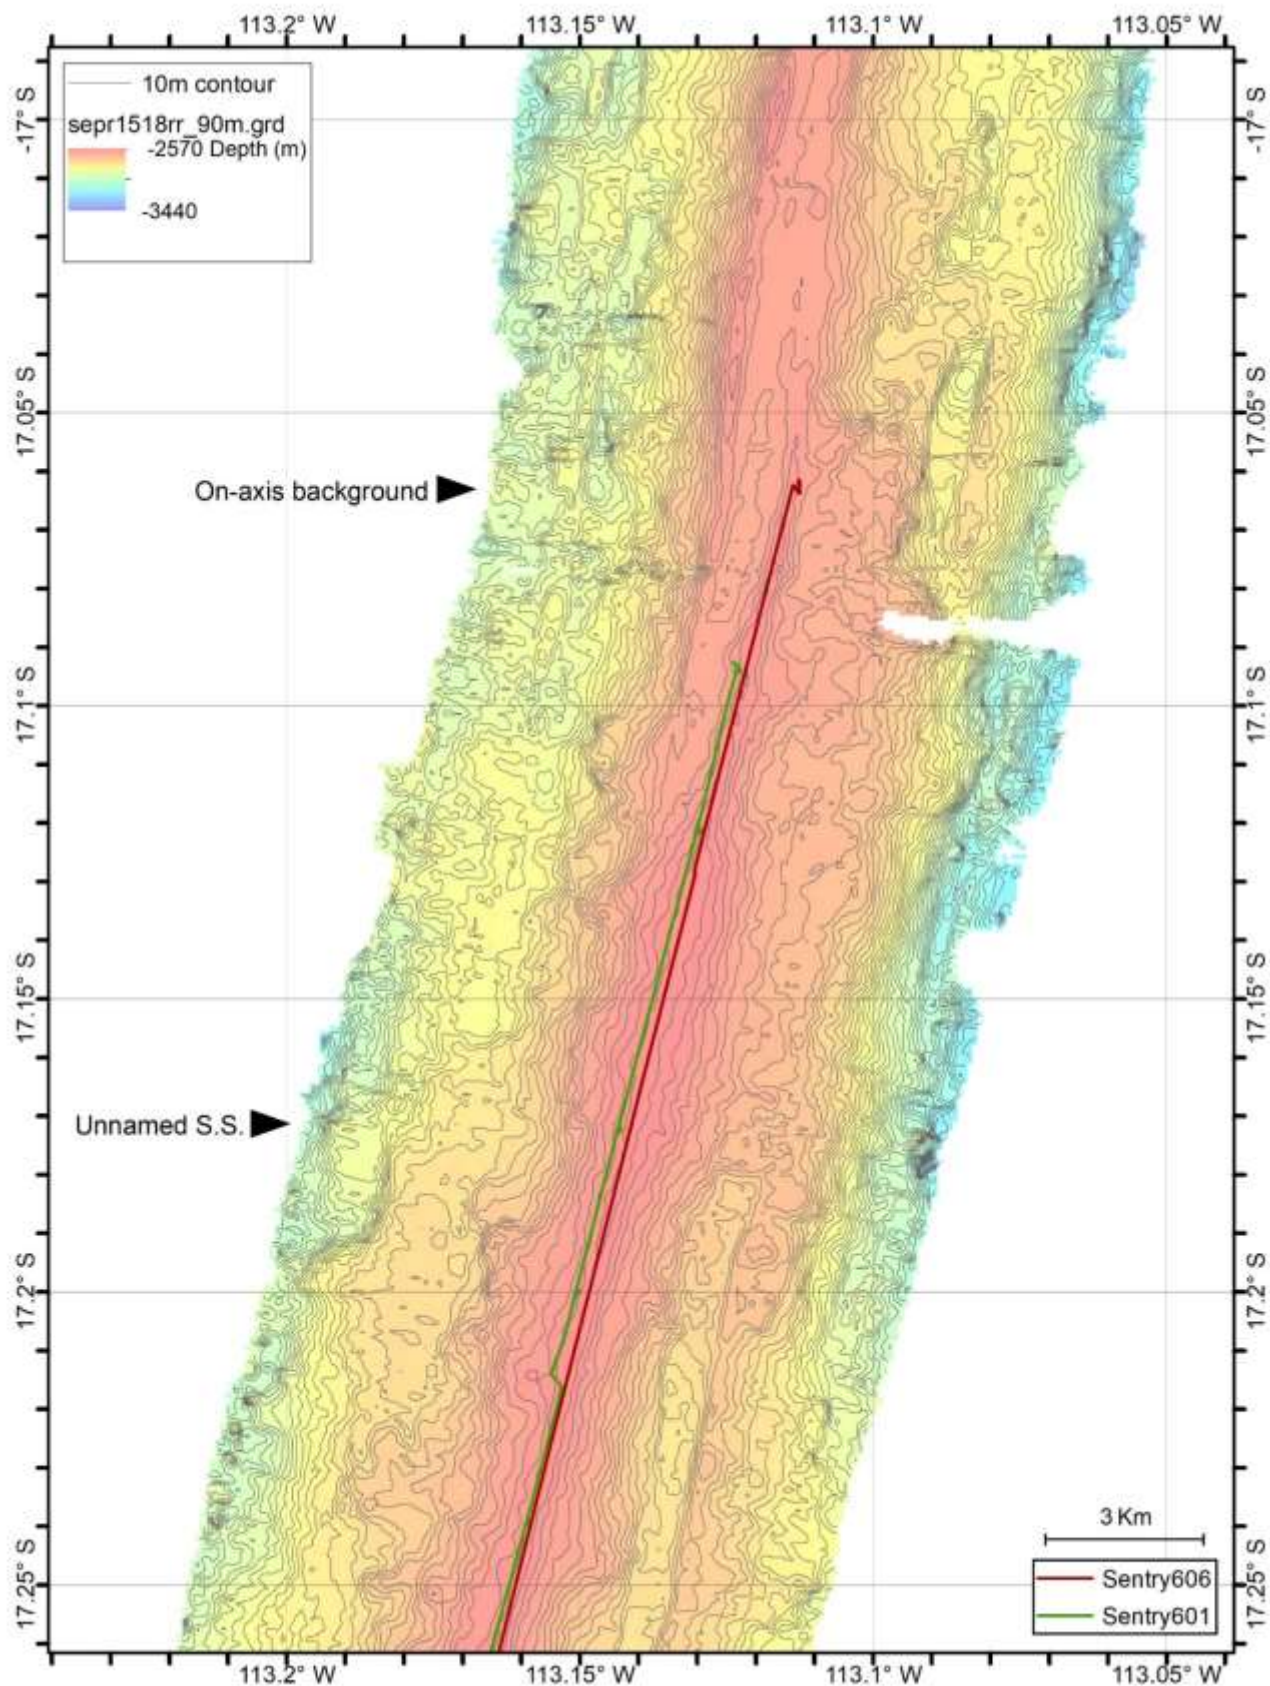 113.2° W 113.15° W 113.1° W 113.05° W
10m contour
sepr1518rr_90m.grd
-2570 Depth (m)
-3440
-17° S -17° S
17.05° S 17.05° S
On-axis background
17.1° S 17.1° S
17.15° S 17.15° S
Unnamed S.S.
17.2° S 17.2° S
3 Km
Sentry606
Sentry601
17.25° S 17.25° S
113.2° W 113.15° W 113.1° W 113.05° W